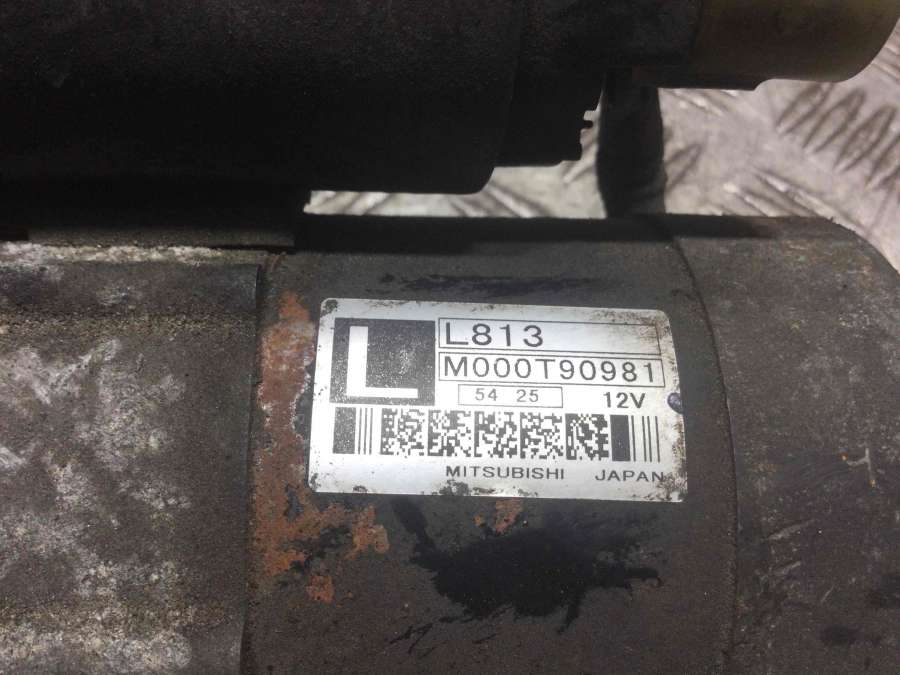 L
L813
M000T90981
54 25
12V
MITSUBISHI JAPAN